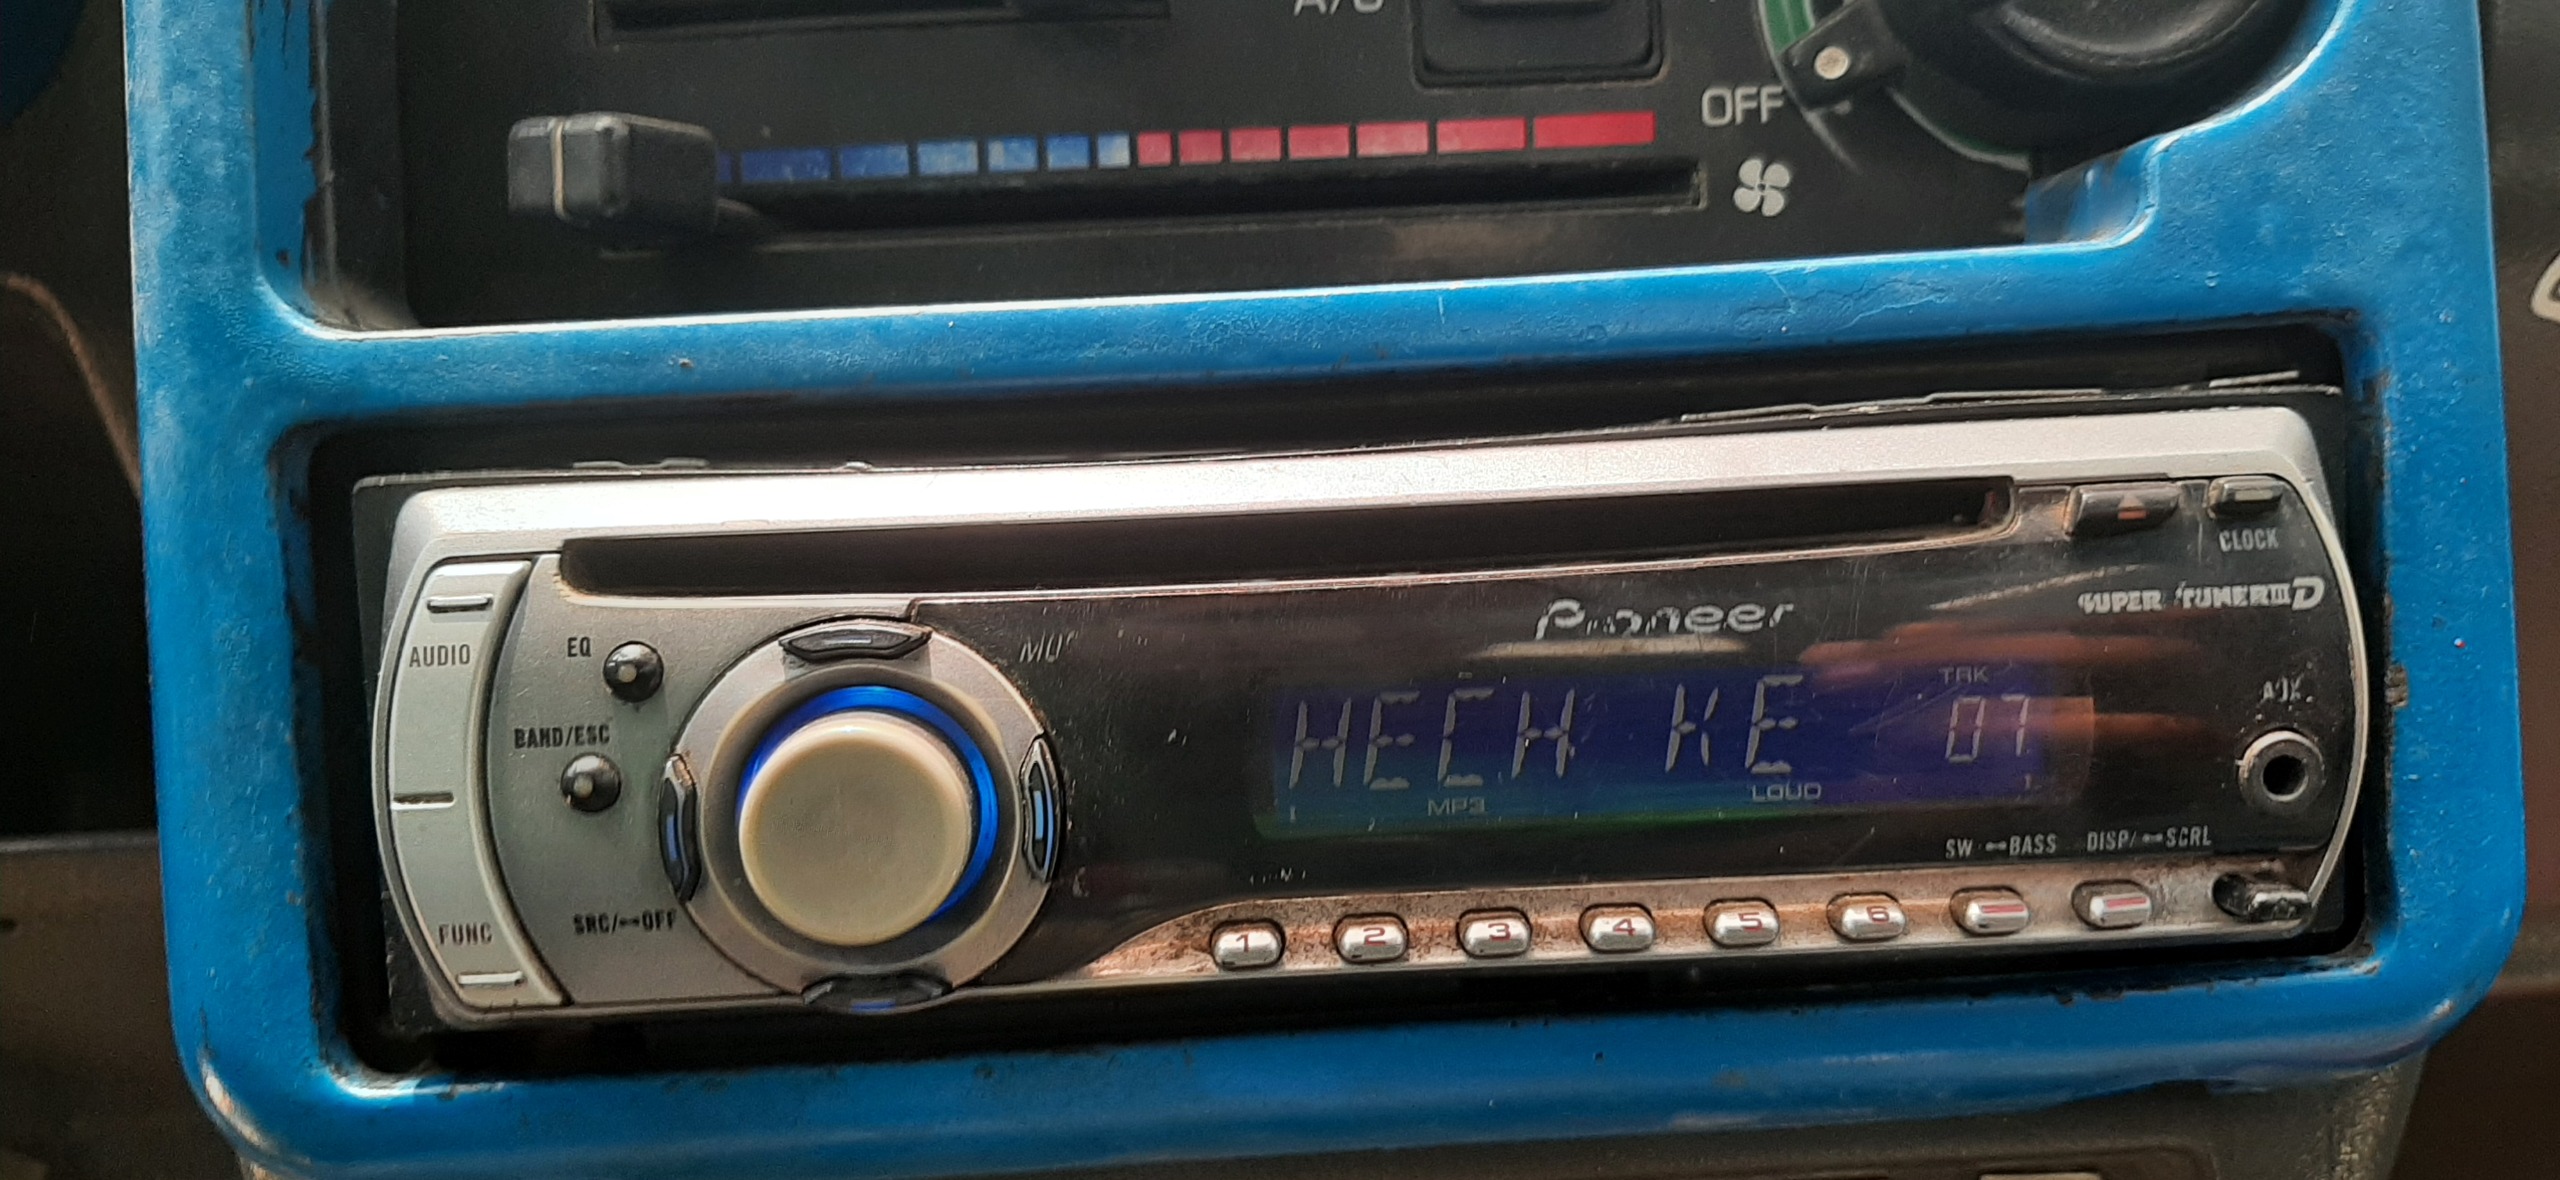 OFF
CLOCK
Pioneer
SUPER TUNER III D
AUDIO
EQ
TRK
AUX
BAND/ESC
HECH KE 07
MP3
LOUD
SW BASS
DISP/ SCRL
FUNC
SRC/ OFF
1 2 3 4 5 6